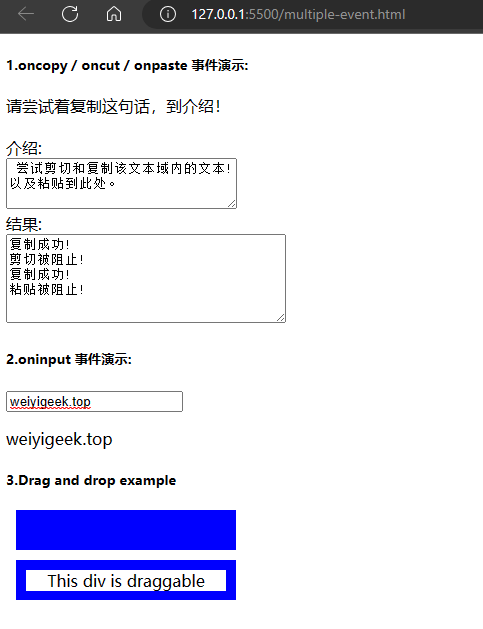 127.0.0.1:5500/multiple-event.html
1.oncopy / oncut / onpaste 事件演示:
请尝试着复制这句话，到介绍!
介绍:
尝试剪切和复制该文本域内的文本!
以及粘贴到此处。
结果:
复制成功!
剪切被阻止!
复制成功!
粘贴被阻止!
2.oninput 事件演示:
weiyigeek.top
weiyigeek.top
3.Drag and drop example
This div is draggable